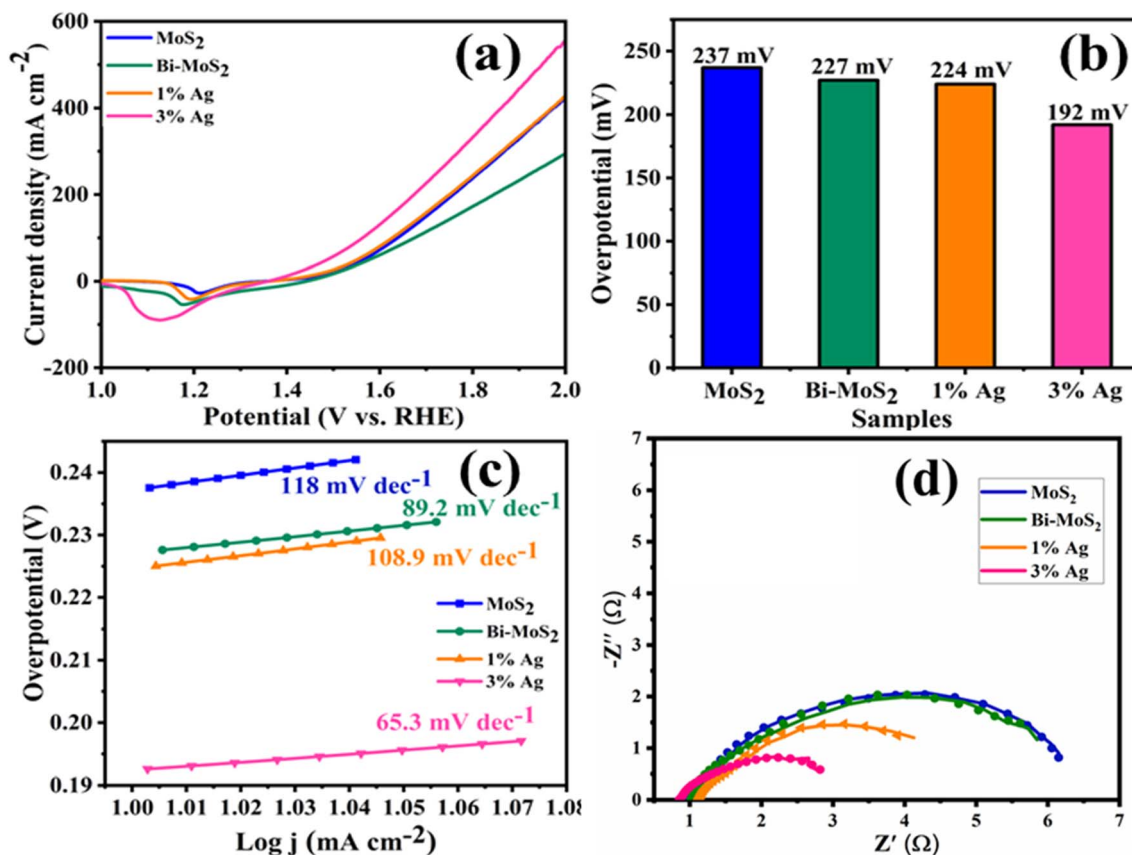 (a)
MoS2
Bi-MoS2
1% Ag
3% Ag
600
400
200
0
-200
Current density (mA cm-2)
1.0 1.2 1.4 1.6 1.8 2.0
Potential (V vs. RHE)
(b)
237 mV 227 mV 224 mV 192 mV
250
200
150
100
50
0
Overpotential (mV)
MoS2 Bi-MoS2 1% Ag 3% Ag
Samples
(c)
0.24
0.23
0.22
0.21
0.20
0.19
Overpotential (V)
118 mV dec-1
89.2 mV dec-1
108.9 mV dec-1
MoS2
Bi-MoS2
1% Ag
3% Ag
65.3 mV dec-1
1.00 1.01 1.02 1.03 1.04 1.05 1.06 1.07 1.08
Log j (mA cm-2)
(d)
MoS2
Bi-MoS2
1% Ag
3% Ag
7
6
5
4
3
2
1
0
-Z'' (Ω)
1 2 3 4 5 6 7
Z' (Ω)